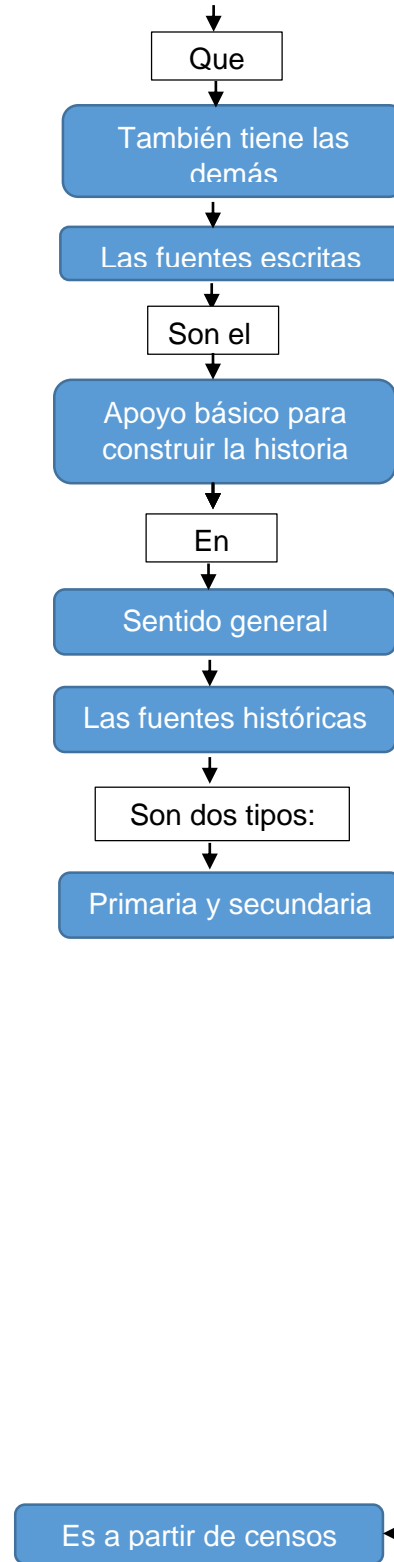 Que
También tiene las
demás
Las fuentes escritas
Son el
Apoyo básico para
construir la historia
En
Sentido general
Las fuentes históricas
Son dos tipos:
Primaria y secundaria
Es a partir de censos